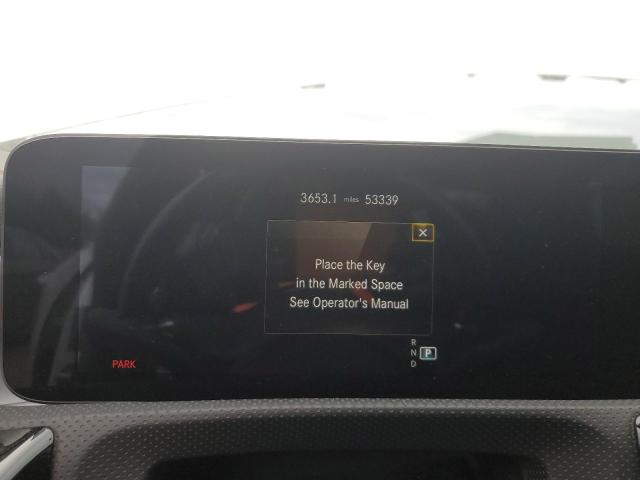 3653.1 miles 53339
×
Place the Key
in the Marked Space
See Operator's Manual
PARK
R
N P
D